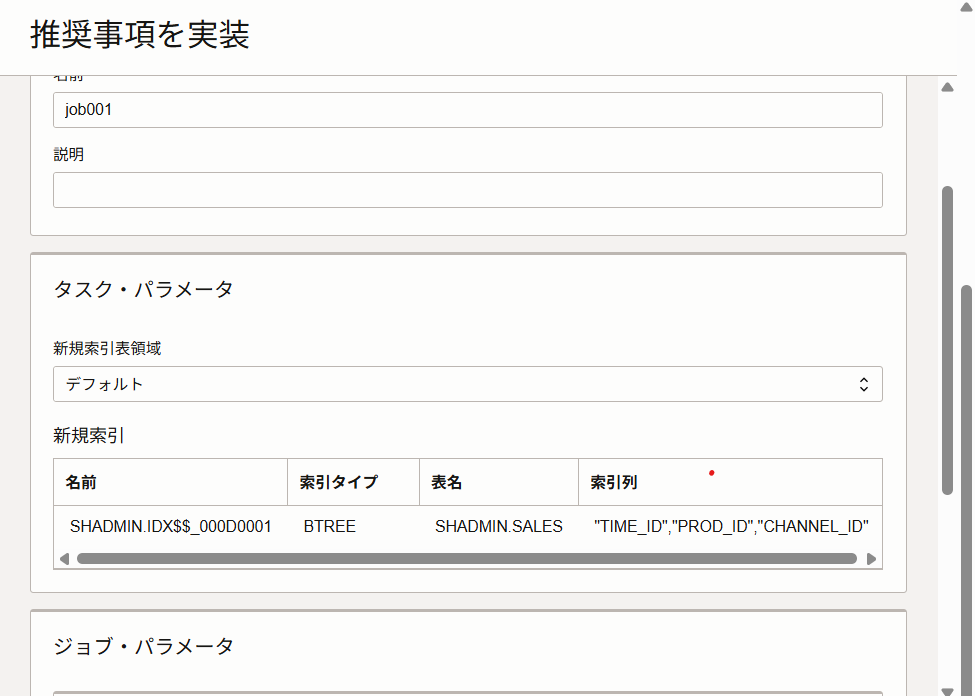 推奨事項を実装
名前
job001
説明
タスク・パラメータ
新規索引表領域
デフォルト
新規索引
名前 索引タイプ 表名 索引列
SHADMIN.IDX$$_000D0001 BTREE SHADMIN.SALES "TIME_ID","PROD_ID","CHANNEL_ID"
ジョブ・パラメータ